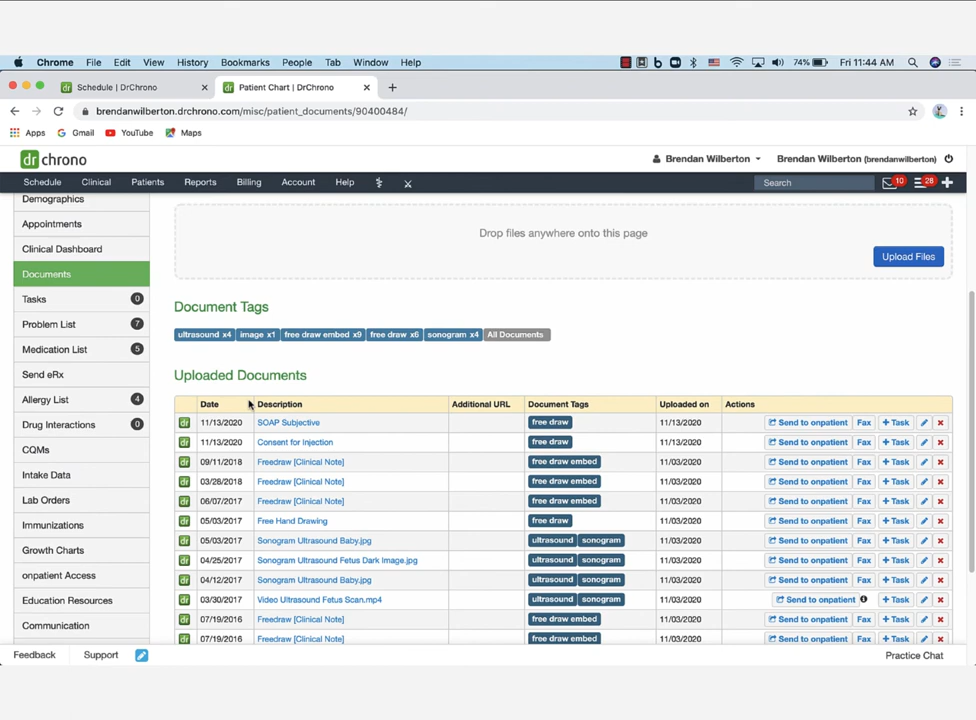 Chrome File Edit View History Bookmarks People Tab Window Help 74% Fri 11:44 AM
Schedule | DrChrono Patient Chart | DrChrono
brendanwilberton.drchrono.com/misc/patient_documents/90400484/
Apps Gmail YouTube Maps
dr chrono Brendan Wilberton Brendan Wilberton (brendanwilberton)
Schedule Clinical Patients Reports Billing Account Help Search 10 28
Demographics
Appointments
Clinical Dashboard
Documents
Tasks 0
Problem List 7
Medication List 5
Send eRx
Allergy List 4
Drug Interactions 0
CQMs
Intake Data
Lab Orders
Immunizations
Growth Charts
onpatient Access
Education Resources
Communication
Drop files anywhere onto this page
Upload Files
Document Tags
ultrasound x4 image x1 free draw embed x9 free draw x6 sonogram x4 All Documents
Uploaded Documents
Date Description Additional URL Document Tags Uploaded on Actions
dr 11/13/2020 SOAP Subjective free draw 11/13/2020 Send to onpatient Fax + Task
dr 11/13/2020 Consent for Injection free draw 11/03/2020 Send to onpatient Fax + Task
dr 09/11/2018 Freedraw [Clinical Note] free draw embed 11/03/2020 Send to onpatient Fax + Task
dr 03/28/2018 Freedraw [Clinical Note] free draw embed 11/03/2020 Send to onpatient Fax + Task
dr 06/07/2017 Freedraw [Clinical Note] free draw embed 11/03/2020 Send to onpatient Fax + Task
dr 05/03/2017 Free Hand Drawing free draw 11/03/2020 Send to onpatient Fax + Task
dr 05/03/2017 Sonogram Ultrasound Baby.jpg ultrasound sonogram 11/03/2020 Send to onpatient Fax + Task
dr 04/25/2017 Sonogram Ultrasound Fetus Dark Image.jpg ultrasound sonogram 11/03/2020 Send to onpatient Fax + Task
dr 04/12/2017 Sonogram Ultrasound Baby.jpg ultrasound sonogram 11/03/2020 Send to onpatient Fax + Task
dr 03/30/2017 Video Ultrasound Fetus Scan.mp4 ultrasound sonogram 11/03/2020 Send to onpatient + Task
dr 07/19/2016 Freedraw [Clinical Note] free draw embed 11/03/2020 Send to onpatient Fax + Task
dr 07/19/2016 Freedraw [Clinical Note] free draw embed 11/03/2020 Send to onpatient Fax + Task
Feedback Support Practice Chat